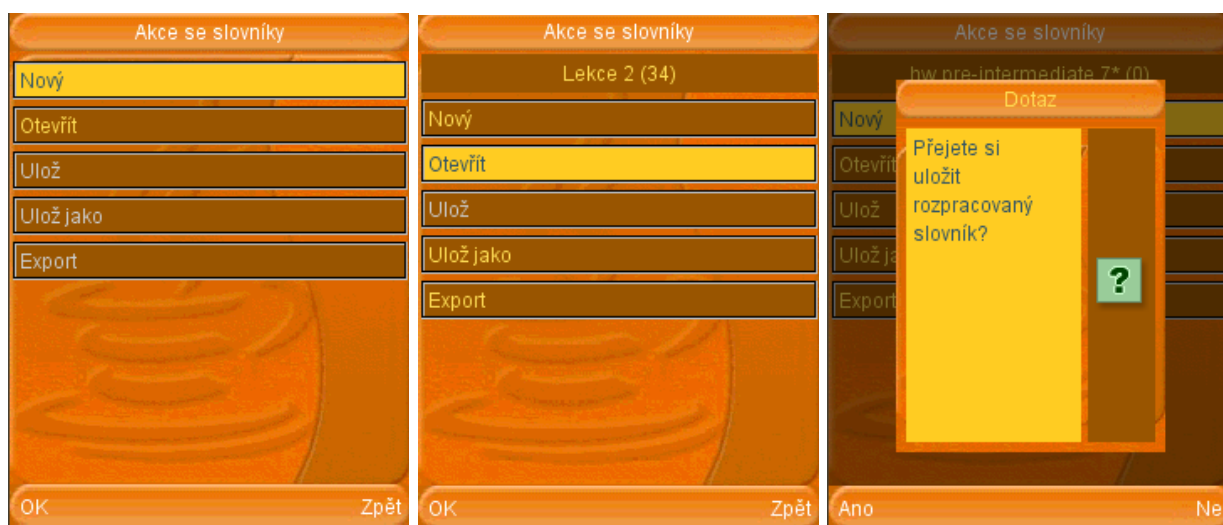 Akce se slovníky
Nový
Otevřít
Ulož
Ulož jako
Export
OK
Zpět
Akce se slovníky
Lekce 2 (34)
Nový
Otevřít
Ulož
Ulož jako
Export
OK
Zpět
Akce se slovníky
hw pre-intermediate 7* (0)
Dotaz
Nový
Otevřít
Ulož
Ulož ja
Export
Přejete si
uložit
rozpracovaný
slovník?
?
Ano
Ne